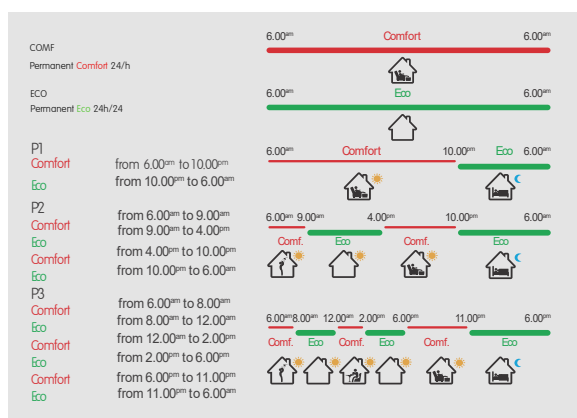 COMF
Permanent Comfort 24/h
6.00am Comfort 6.00am
ECO
Permanent Eco 24h/24
6.00am Eco 6.00am
P1
Comfort from 6.00am to 10.00pm
Eco from 10.00pm to 6.00am
6.00am Comfort 10.00pm Eco 6.00am
P2
Comfort from 6.00am to 9.00am
Eco from 9.00am to 4.00pm
Comfort from 4.00pm to 10.00pm
Eco from 10.00pm to 6.00am
6.00am 9.00am 4.00pm 10.00pm 6.00am
Comf. Eco Comf. Eco
P3
Comfort from 6.00am to 8.00am
Eco from 8.00am to 12.00am
Comfort from 12.00am to 2.00pm
Eco from 2.00pm to 6.00pm
Comfort from 6.00pm to 11.00pm
Eco from 11.00pm to 6.00am
6.00am 8.00am 12.00am 2.00pm 6.00pm 11.00pm 6.00am
Comf. Eco Comf. Eco Comf. Eco